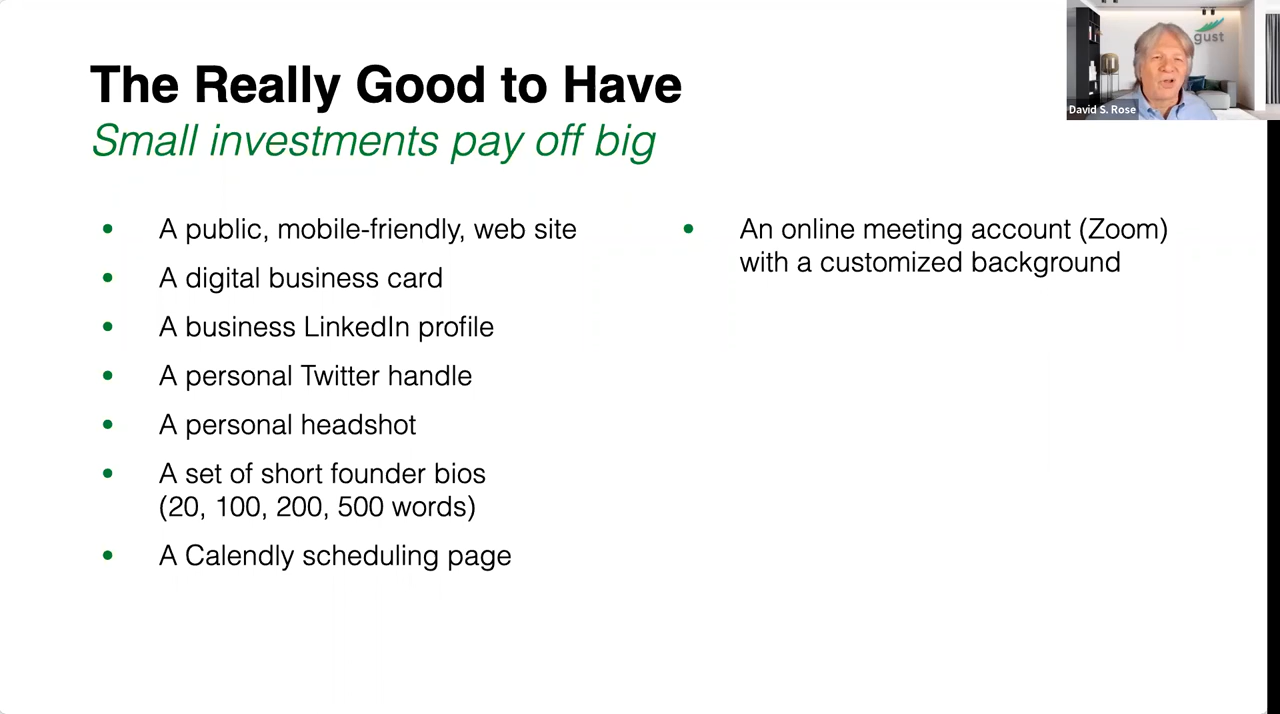 The Really Good to Have
Small investments pay off big
• A public, mobile-friendly, web site
• A digital business card
• A business LinkedIn profile
• A personal Twitter handle
• A personal headshot
• A set of short founder bios
(20, 100, 200, 500 words)
• A Calendly scheduling page
• An online meeting account (Zoom)
with a customized background
gust
David S. Rose